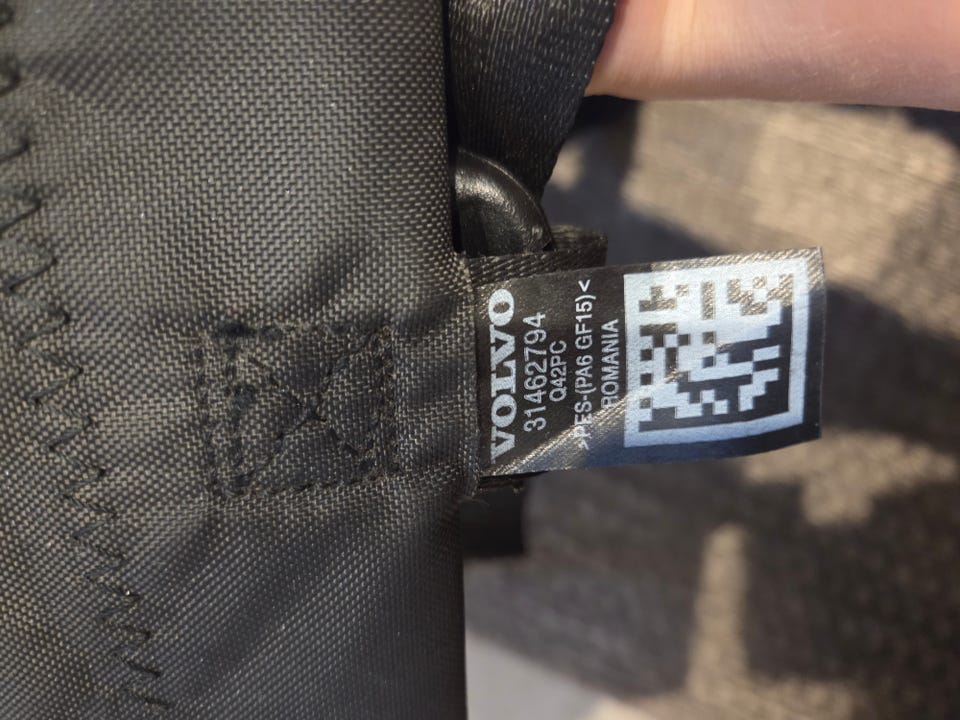 VOLVO
31462794
Q42PC
>PES-(PA6 GF15)<
ROMANIA